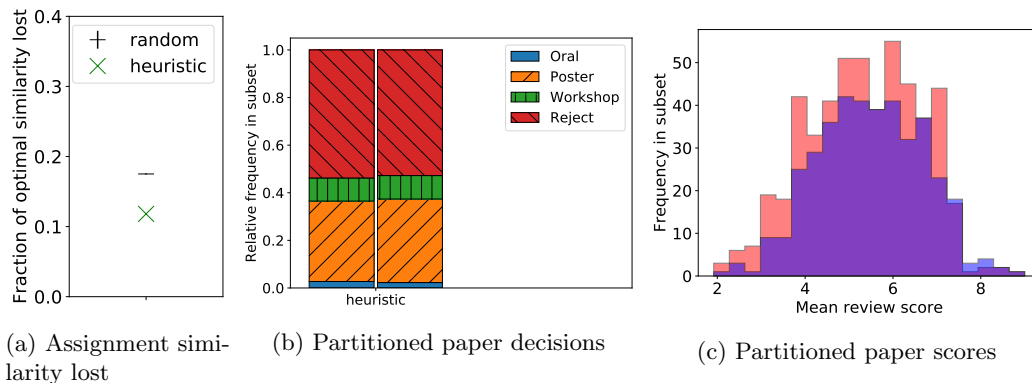 0.4
0.3
0.2
0.1
0.0
Fraction of optimal similarity lost
random
heuristic
(a) Assignment simi-
larity lost
1.0
0.8
0.6
0.4
0.2
0.0
Relative frequency in subset
Oral
Poster
Workshop
Reject
heuristic
(b) Partitioned paper decisions
50
40
30
20
10
0
Frequency in subset
2 4 6 8
Mean review score
(c) Partitioned paper scores